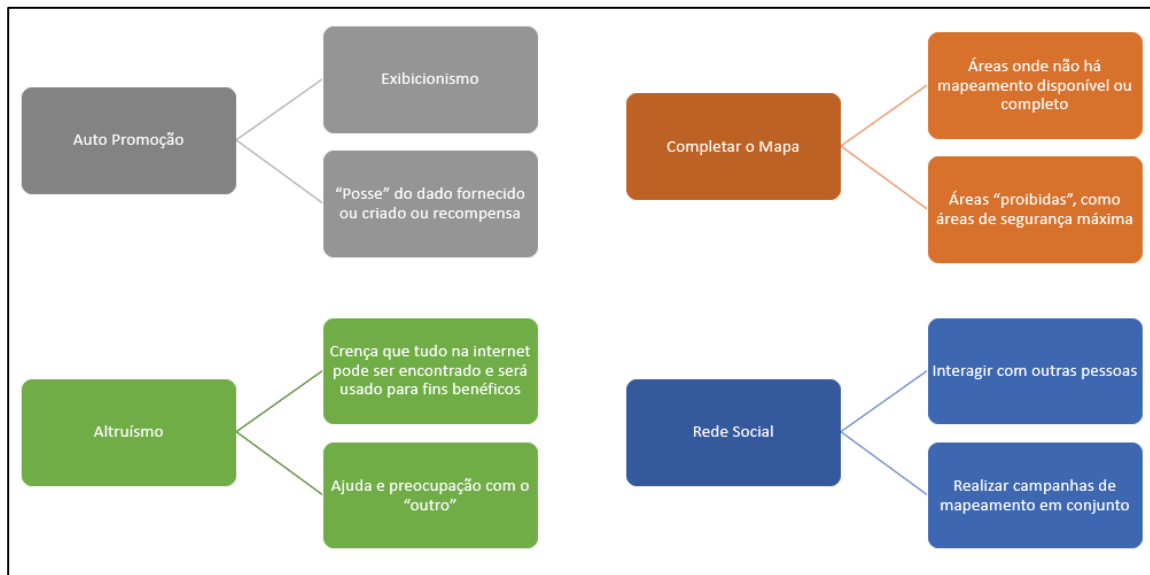 Auto Promoção
Exibicionismo
“Posse” do dado fornecido
ou criado ou recompensa
Completar o Mapa
Áreas onde não há
mapeamento disponível ou
completo
Áreas “proibidas”, como
áreas de segurança máxima
Altruísmo
Crença que tudo na internet
pode ser encontrado e será
usado para fins benéficos
Ajuda e preocupação com o
“outro”
Rede Social
Interagir com outras pessoas
Realizar campanhas de
mapeamento em conjunto